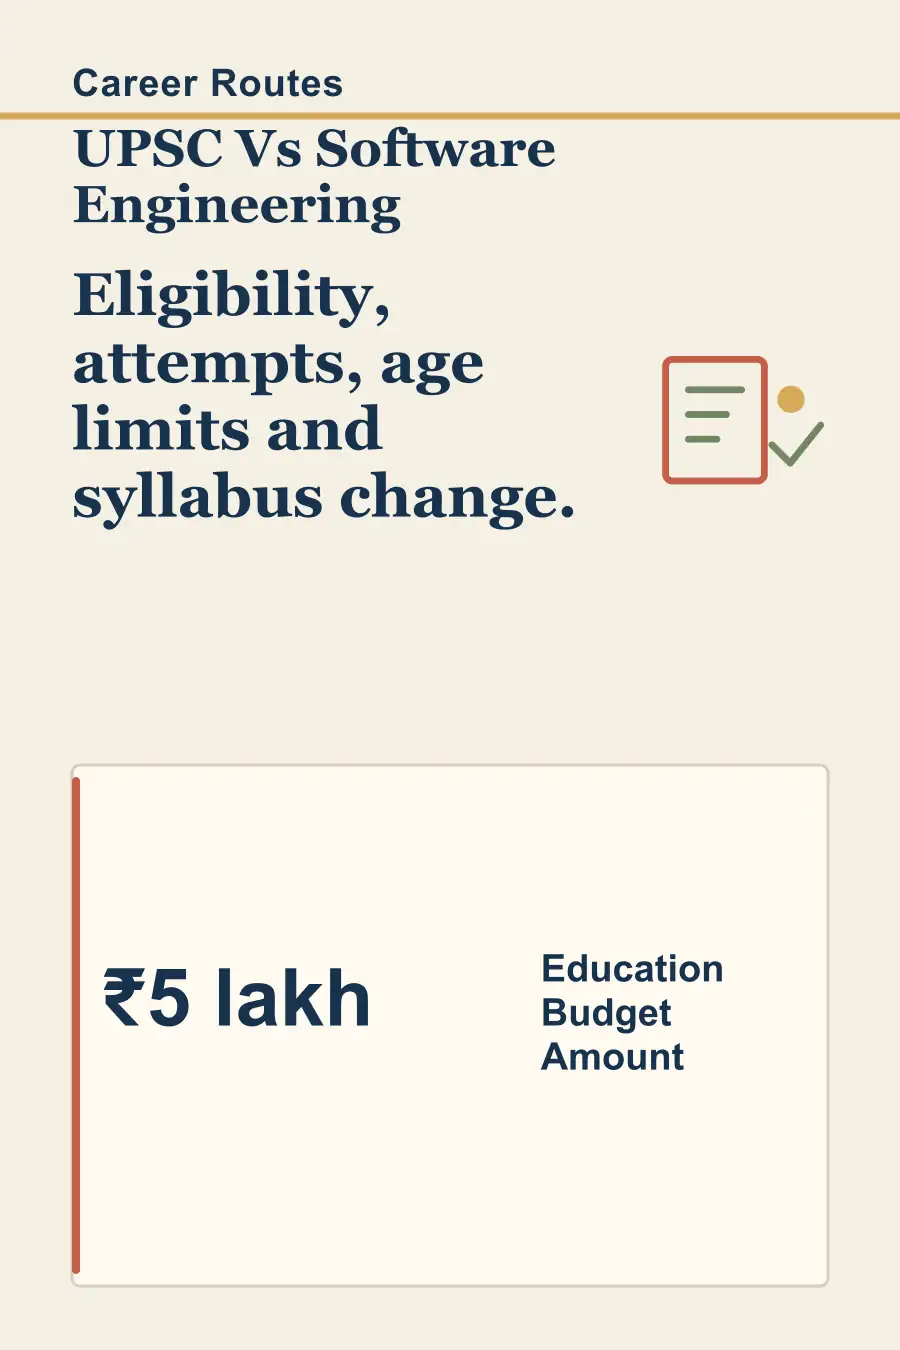 Career Routes
UPSC Vs Software
Engineering
Eligibility,
attempts, age
limits and
syllabus change.
₹5 lakh
Education
Budget
Amount